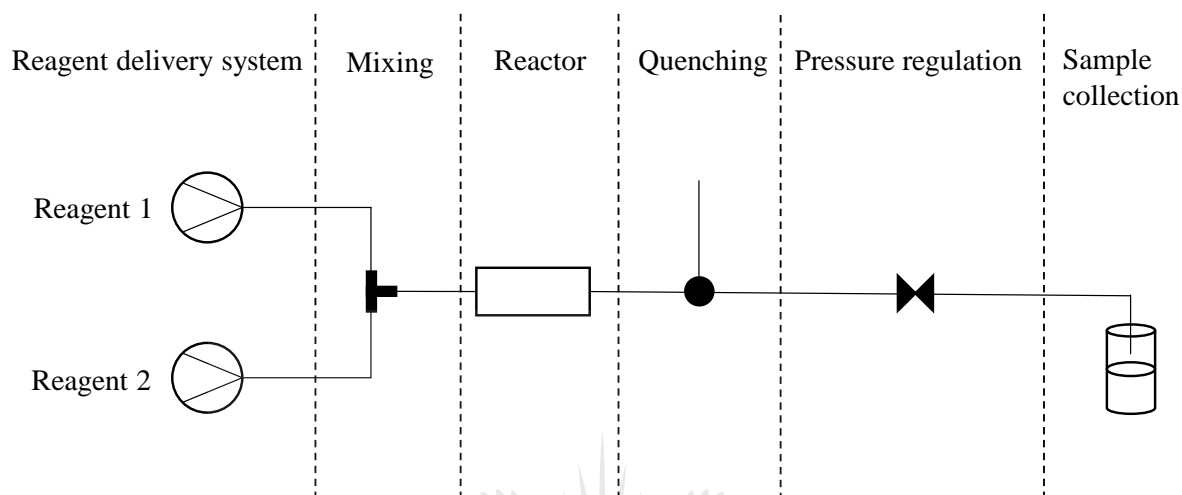 Reagent delivery system
Mixing
Reactor
Quenching
Pressure regulation
Sample
collection
Reagent 1
Reagent 2